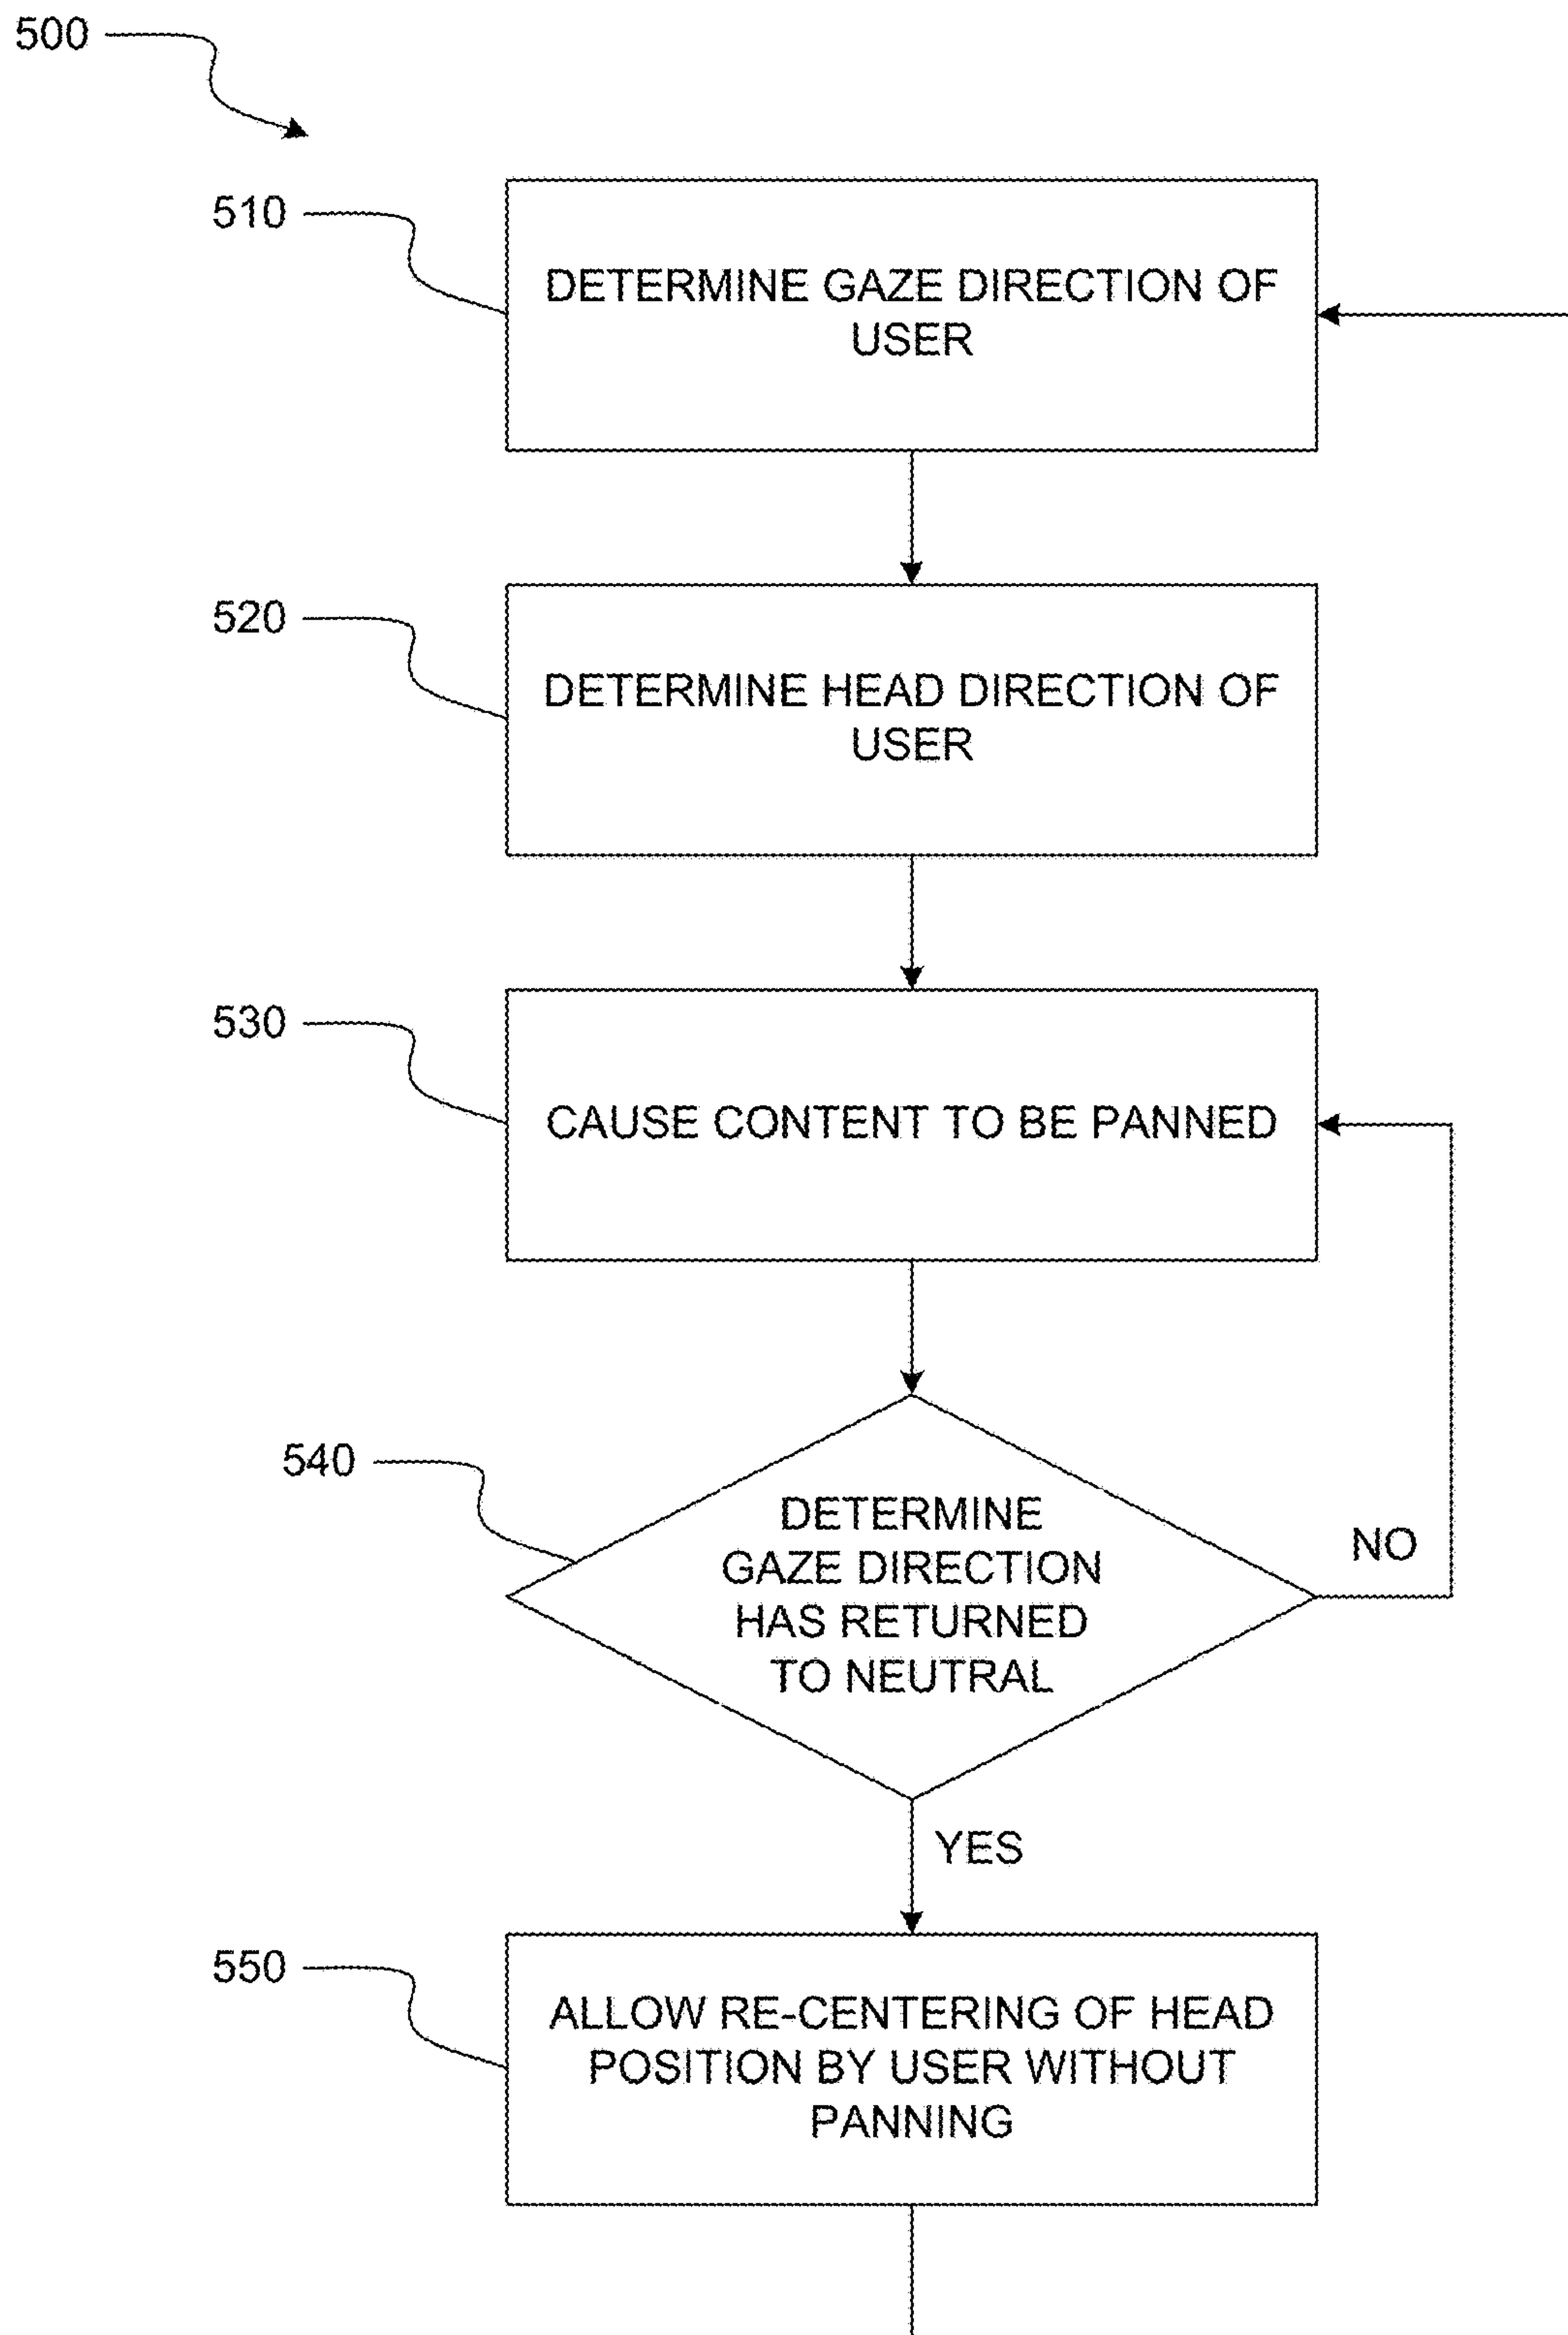 500
510
DETERMINE GAZE DIRECTION OF
USER
520
DETERMINE HEAD DIRECTION OF
USER
530
CAUSE CONTENT TO BE PANNED
540
DETERMINE
GAZE DIRECTION
HAS RETURNED
TO NEUTRAL
NO
YES
550
ALLOW RE-CENTERING OF HEAD
POSITION BY USER WITHOUT
PANNING